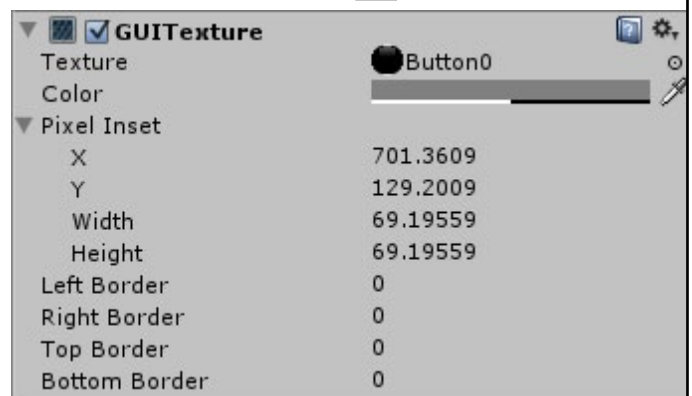 GUITexture
Texture Button0
Color
Pixel Inset
X 701.3609
Y 129.2009
Width 69.19559
Height 69.19559
Left Border 0
Right Border 0
Top Border 0
Bottom Border 0